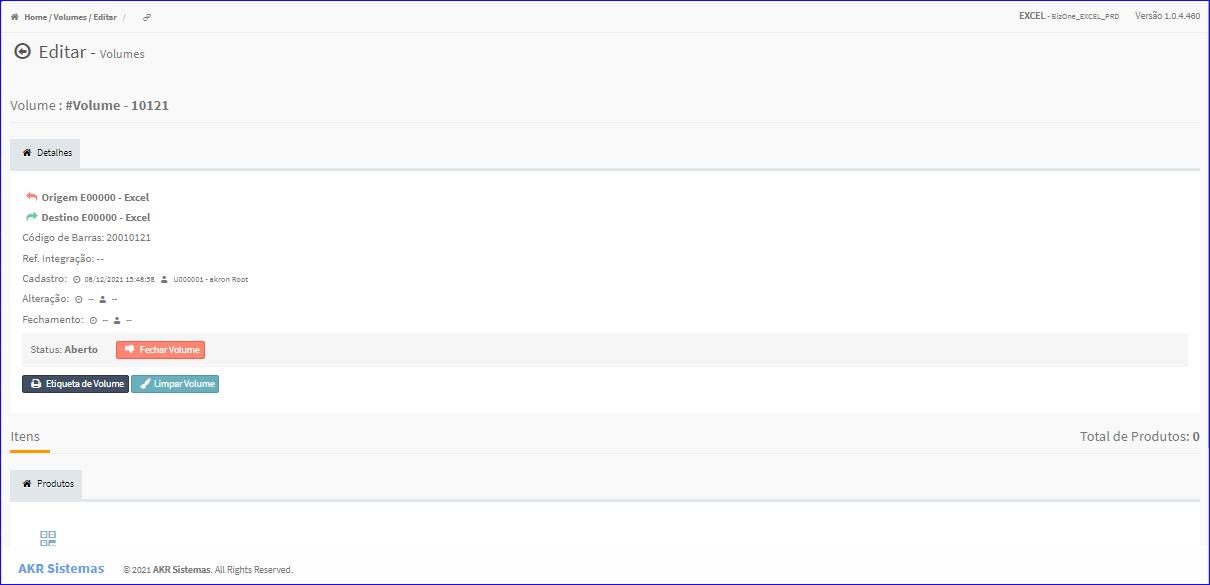 Home / Volumes / Editar /
EXCEL - BizOne_EXCEL_PRD Versão 1.0.4.460
Editar - Volumes
Volume : #Volume - 10121
Detalhes
Origem E00000 - Excel
Destino E00000 - Excel
Código de Barras: 20010121
Ref. Integração: --
Cadastro: 08/12/2021 15:48:58 U000001 - akron Root
Alteração: -- --
Fechamento: -- --
Status: Aberto Fechar Volume
Etiqueta de Volume Limpar Volume
Itens Total de Produtos: 0
Produtos
AKR Sistemas © 2021 AKR Sistemas. All Rights Reserved.